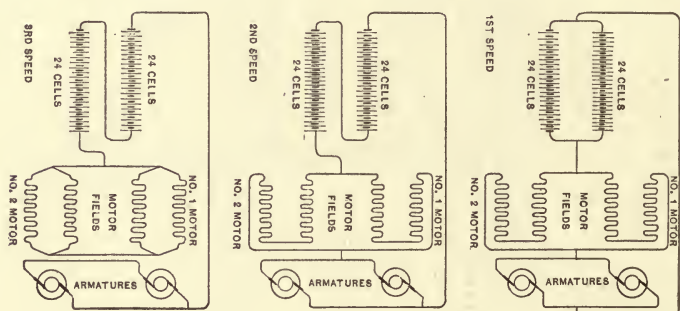 3RD SPEED
24 CELLS
24 CELLS
NO. 2 MOTOR
MOTOR
FIELDS
NO. 1 MOTOR
ARMATURES
2ND SPEED
24 CELLS
24 CELLS
NO. 2 MOTOR
MOTOR
FIELDS
NO. 1 MOTOR
ARMATURES
1ST SPEED
24 CELLS
24 CELLS
NO. 2 MOTOR
MOTOR
FIELDS
NO. 1 MOTOR
ARMATURES